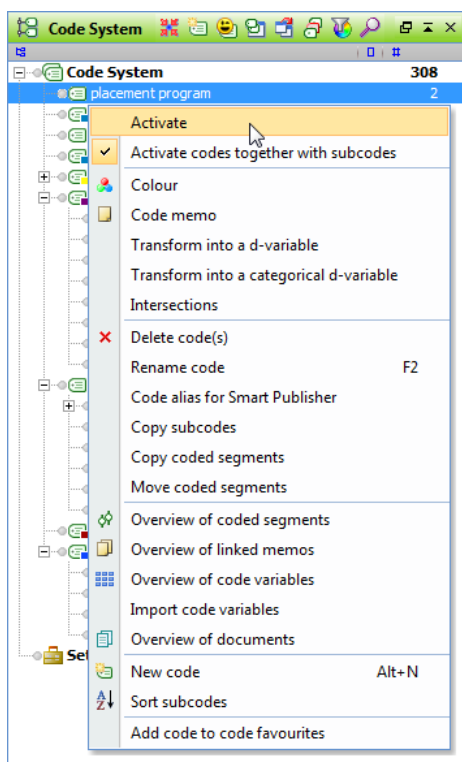 Code System
#
Code System 308
placement program 2
Activate
Activate codes together with subcodes
Colour
Code memo
Transform into a d-variable
Transform into a categorical d-variable
Intersections
Delete code(s)
Rename code F2
Code alias for Smart Publisher
Copy subcodes
Copy coded segments
Move coded segments
Overview of coded segments
Overview of linked memos
Overview of code variables
Import code variables
Overview of documents
Set
New code Alt+N
Sort subcodes
Add code to code favourites